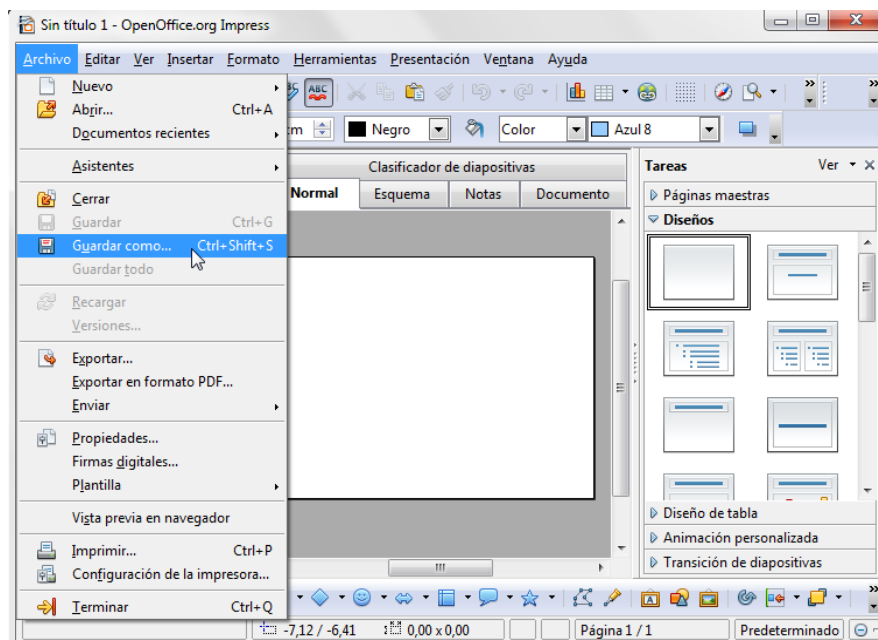 Sin título 1 - OpenOffice.org Impress
Archivo Editar Ver Insertar Formato Herramientas Presentación Ventana Ayuda
Nuevo
Abrir... Ctrl+A
Documentos recientes
Asistentes
Cerrar
Guardar Ctrl+G
Guardar como... Ctrl+Shift+S
Guardar todo
Recargar
Versiones...
Exportar...
Exportar en formato PDF...
Enviar
Propiedades...
Firmas digitales...
Plantilla
Vista previa en navegador
Imprimir... Ctrl+P
Configuración de la impresora...
Terminar Ctrl+Q
ABC
cm Negro Color Azul 8
Clasificador de diapositivas
Normal Esquema Notas Documento
Tareas Ver
Páginas maestras
Diseños
Diseño de tabla
Animación personalizada
Transición de diapositivas
-7,12 / -6,41 0,00 x 0,00 Página 1 / 1 Predeterminado